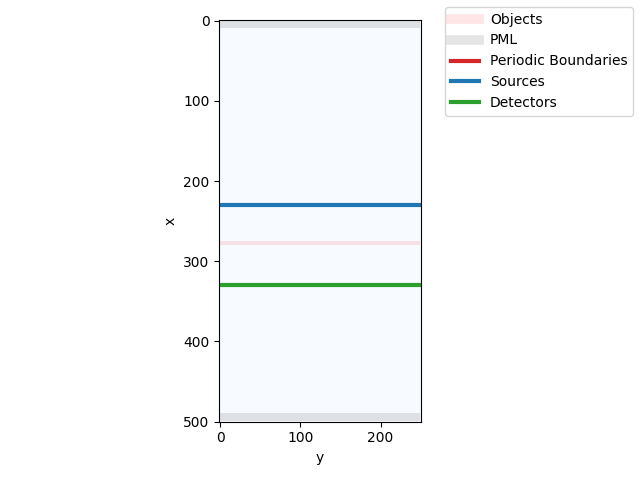 Objects
PML
Periodic Boundaries
Sources
Detectors
0
100
200
300
400
500
x
0
100
200
y